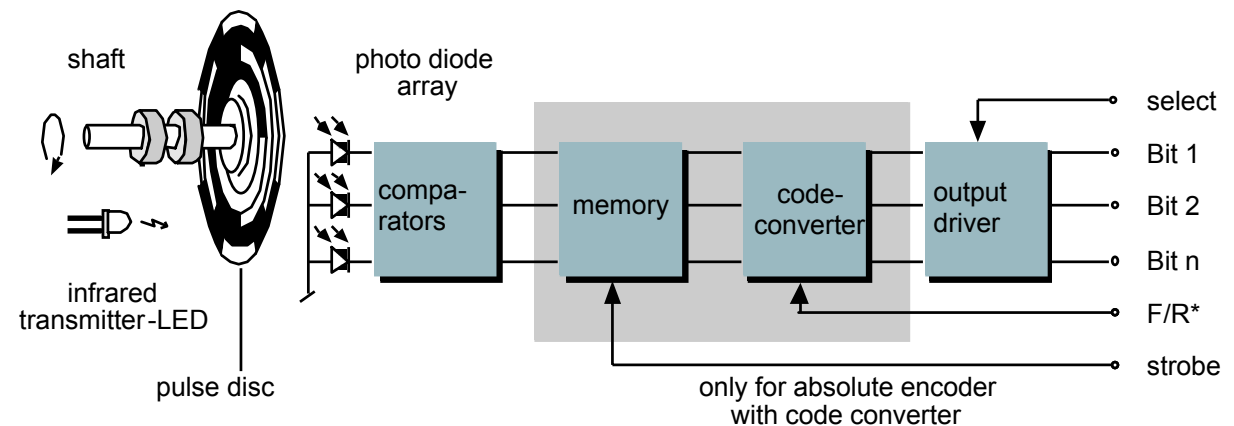 shaft
photo diode
array
select
Bit 1
compa-
rators
memory
code-
converter
output
driver
Bit 2
Bit n
infrared
transmitter-LED
F/R*
strobe
pulse disc
only for absolute encoder
with code converter